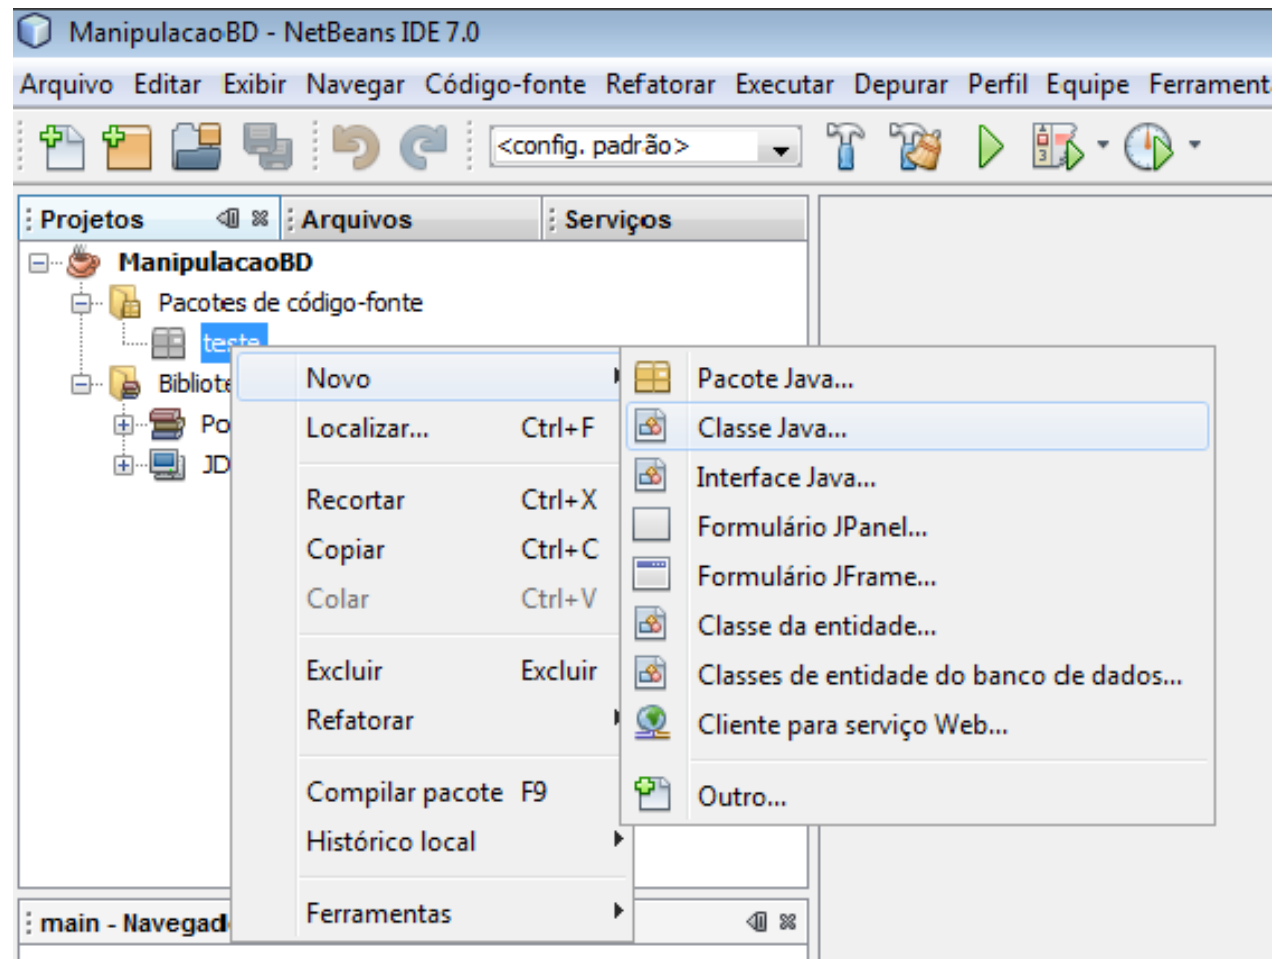 ManipulacaoBD - NetBeans IDE 7.0
Arquivo Editar Exibir Navegar Código-fonte Refatorar Executar Depurar Perfil Equipe Ferrament
<config. padrão>
Projetos Arquivos Serviços
ManipulacaoBD
Pacotes de código-fonte
teste
Bibliote
Po
JD
Novo
Localizar... Ctrl+F
Recortar Ctrl+X
Copiar Ctrl+C
Colar Ctrl+V
Excluir Excluir
Refatorar
Compilar pacote F9
Histórico local
Ferramentas
Pacote Java...
Classe Java...
Interface Java...
Formulário JPanel...
Formulário JFrame...
Classe da entidade...
Classes de entidade do banco de dados...
Cliente para serviço Web...
Outro...
main - Navegad